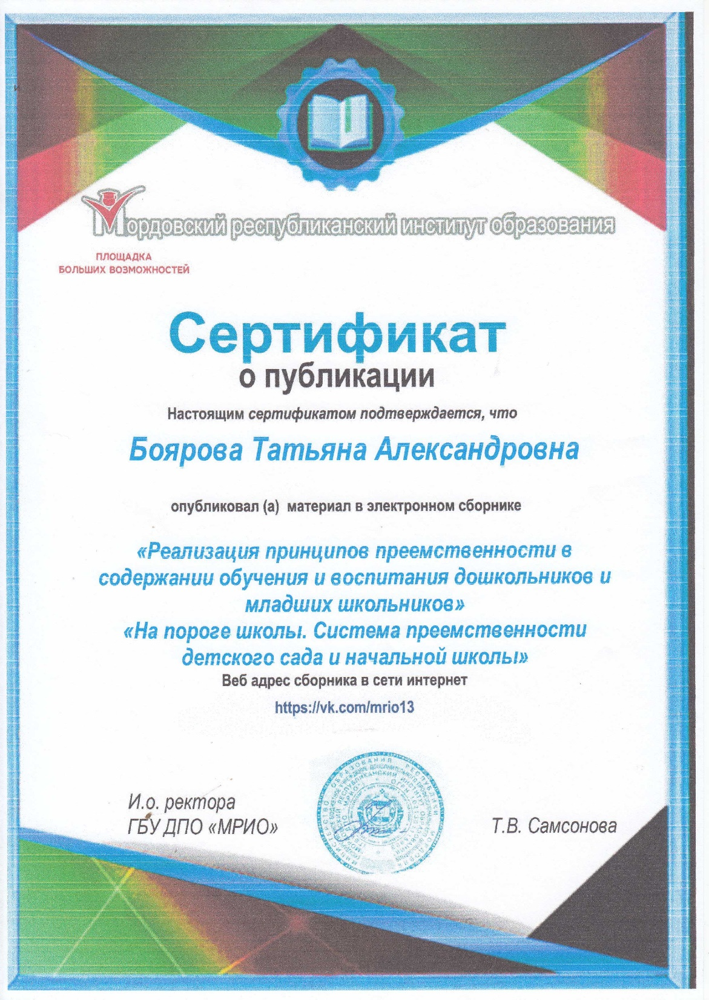 Мордовский республиканский институт образования
ПЛОЩАДКА
БОЛЬШИХ ВОЗМОЖНОСТЕЙ
Сертификат
о публикации
Настоящим сертификатом подтверждается, что
Боярова Татьяна Александровна
опубликовал (а) материал в электронном сборнике
«Реализация принципов преемственности в
содержании обучения и воспитания дошкольников и
младших школьников»
«На пороге школы. Система преемственности
детского сада и начальной школы»
Веб адрес сборника в сети интернет
https://vk.com/mrio13
И.о. ректора
ГБУ ДПО «МРИО»
Т.В. Самсонова